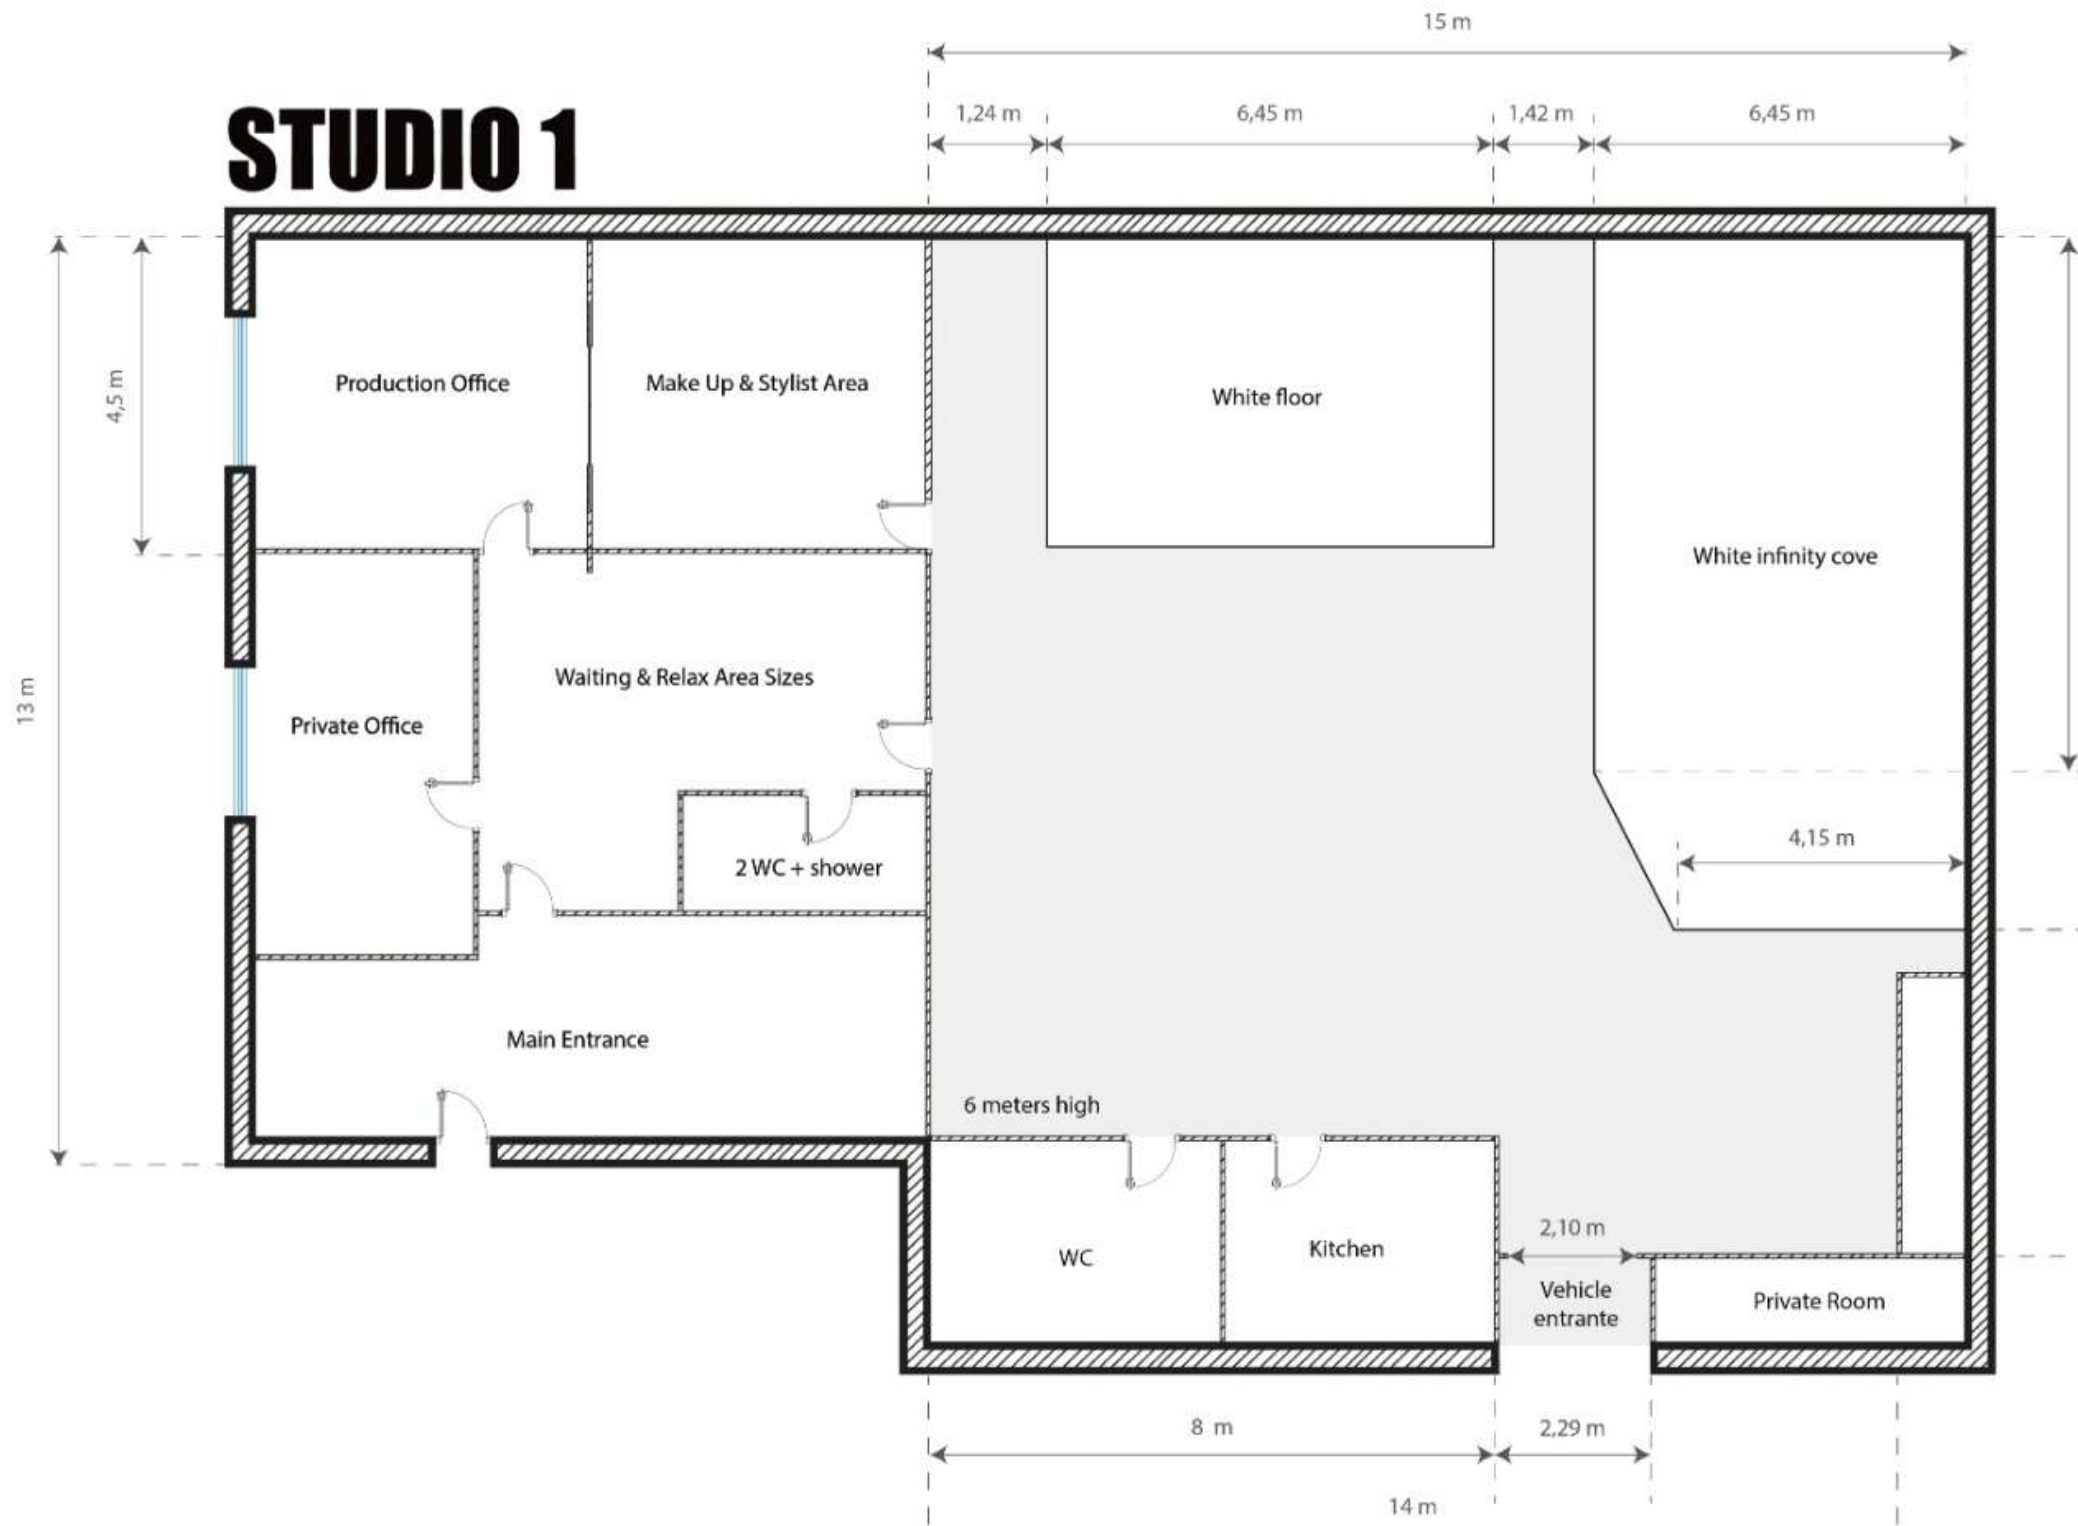 15 m
STUDIO 1
1,24 m
6,45 m
1,42 m
6,45 m
4,5 m
13 m
Production Office
Make Up & Stylist Area
White floor
White infinity cove
Waiting & Relax Area Sizes
Private Office
4,15 m
2 WC + shower
Main Entrance
6 meters high
2,10 m
WC
Kitchen
Vehicle
entrante
Private Room
8 m
2,29 m
14 m